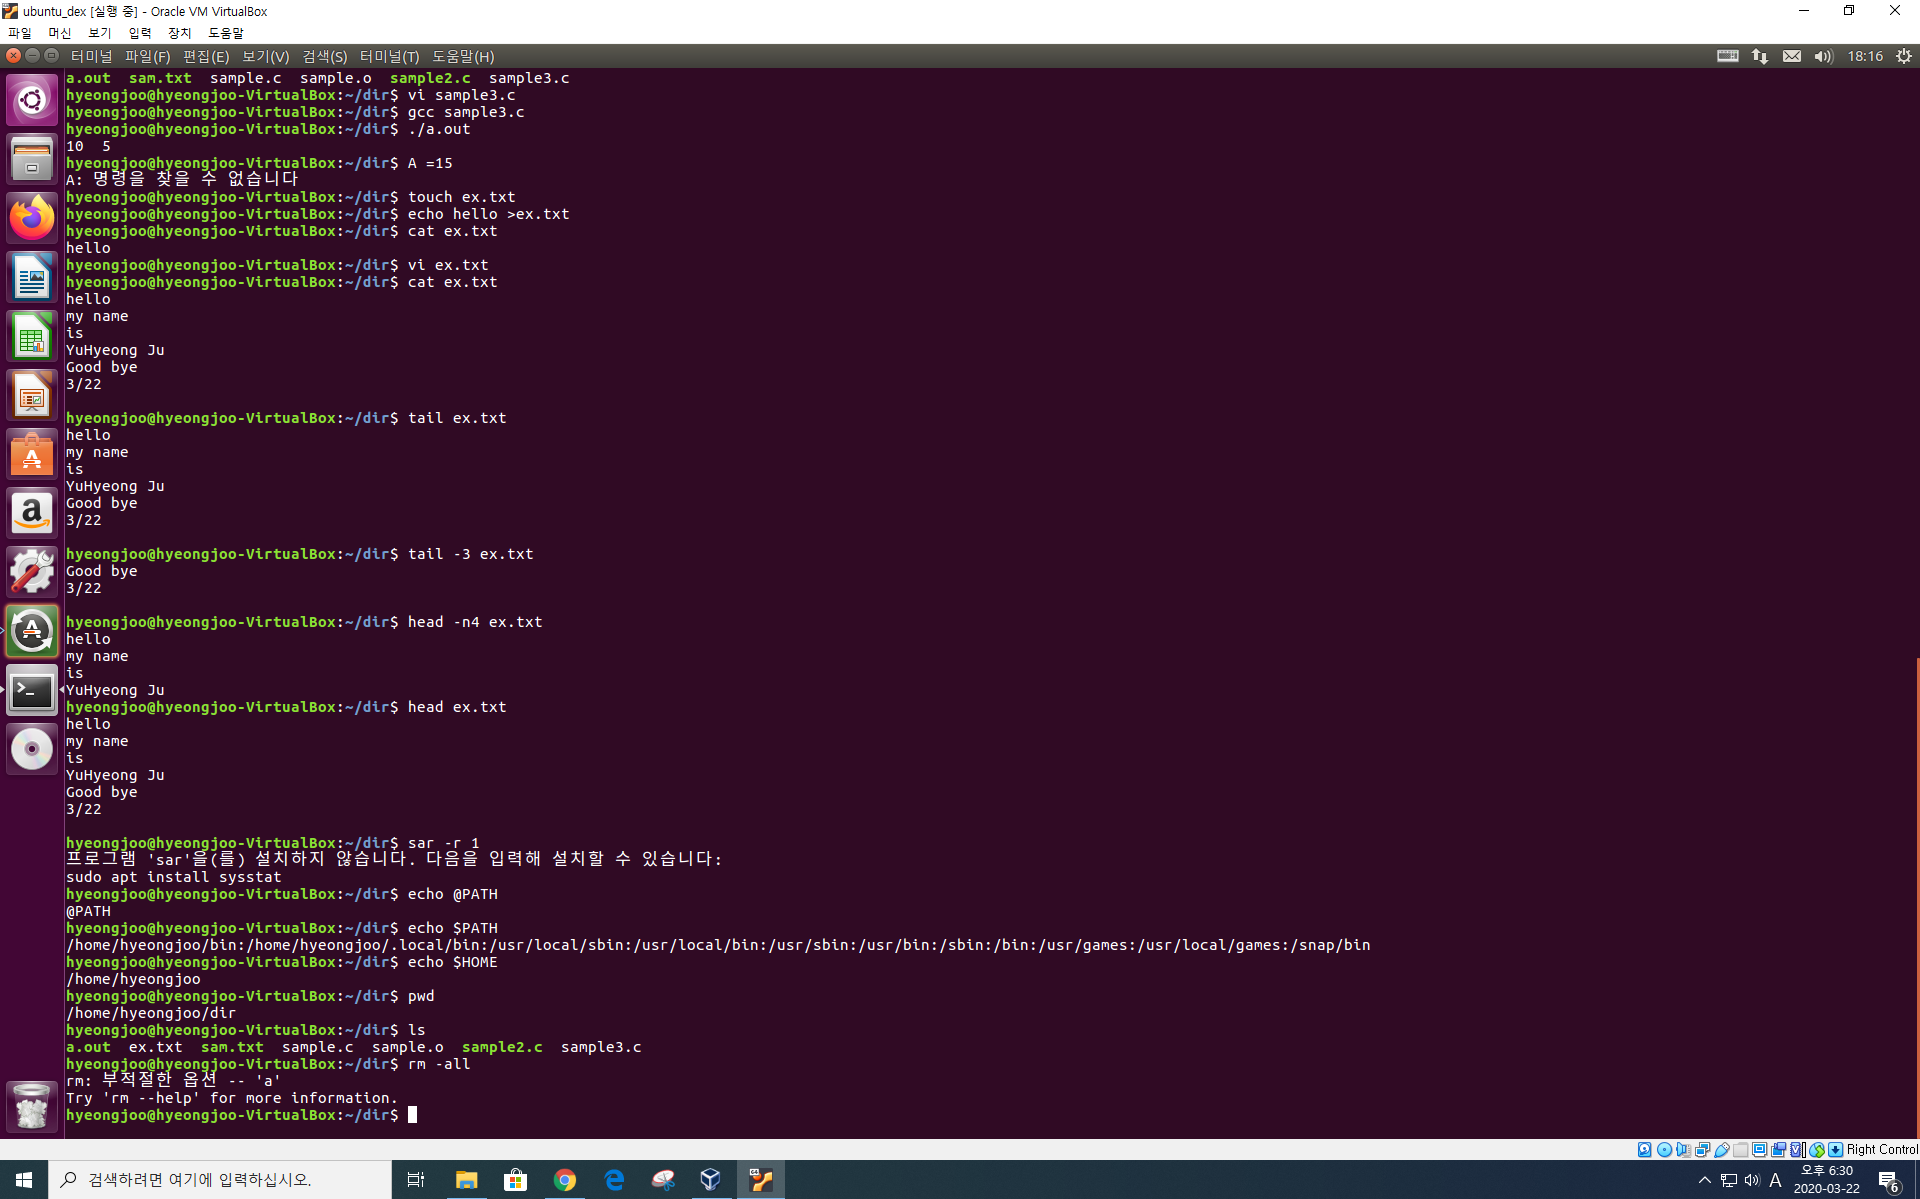 ubuntu_dex [실행 중] - Oracle VM VirtualBox
파일 머신 보기 입력 장치 도움말
터미널 파일(F) 편집(E) 보기(V) 검색(S) 터미널(T) 도움말(H) 18:16
a.out sam.txt sample.c sample.o sample2.c sample3.c
hyeongjoo@hyeongjoo-VirtualBox:~/dir$ vi sample3.c
hyeongjoo@hyeongjoo-VirtualBox:~/dir$ gcc sample3.c
hyeongjoo@hyeongjoo-VirtualBox:~/dir$ ./a.out
10 5
hyeongjoo@hyeongjoo-VirtualBox:~/dir$ A =15
A: 명령을 찾을 수 없습니다
hyeongjoo@hyeongjoo-VirtualBox:~/dir$ touch ex.txt
hyeongjoo@hyeongjoo-VirtualBox:~/dir$ echo hello >ex.txt
hyeongjoo@hyeongjoo-VirtualBox:~/dir$ cat ex.txt
hello
hyeongjoo@hyeongjoo-VirtualBox:~/dir$ vi ex.txt
hyeongjoo@hyeongjoo-VirtualBox:~/dir$ cat ex.txt
hello
my name
is
YuHyeong Ju
Good bye
3/22
hyeongjoo@hyeongjoo-VirtualBox:~/dir$ tail ex.txt
hello
my name
is
YuHyeong Ju
Good bye
3/22
hyeongjoo@hyeongjoo-VirtualBox:~/dir$ tail -3 ex.txt
Good bye
3/22
hyeongjoo@hyeongjoo-VirtualBox:~/dir$ head -n4 ex.txt
hello
my name
is
YuHyeong Ju
hyeongjoo@hyeongjoo-VirtualBox:~/dir$ head ex.txt
hello
my name
is
YuHyeong Ju
Good bye
3/22
hyeongjoo@hyeongjoo-VirtualBox:~/dir$ sar -r 1
프로그램 'sar'을(를) 설치하지 않습니다. 다음을 입력해 설치할 수 있습니다:
sudo apt install sysstat
hyeongjoo@hyeongjoo-VirtualBox:~/dir$ echo @PATH
@PATH
hyeongjoo@hyeongjoo-VirtualBox:~/dir$ echo $PATH
/home/hyeongjoo/bin:/home/hyeongjoo/.local/bin:/usr/local/sbin:/usr/local/bin:/usr/sbin:/usr/bin:/sbin:/bin:/usr/games:/usr/local/games:/snap/bin
hyeongjoo@hyeongjoo-VirtualBox:~/dir$ echo $HOME
/home/hyeongjoo
hyeongjoo@hyeongjoo-VirtualBox:~/dir$ pwd
/home/hyeongjoo/dir
hyeongjoo@hyeongjoo-VirtualBox:~/dir$ ls
a.out ex.txt sam.txt sample.c sample.o sample2.c sample3.c
hyeongjoo@hyeongjoo-VirtualBox:~/dir$ rm -all
rm: 부적절한 옵션 -- 'a'
Try 'rm --help' for more information.
hyeongjoo@hyeongjoo-VirtualBox:~/dir$
Right Control
검색하려면 여기에 입력하십시오.
A 오후 6:30
2020-03-22
6